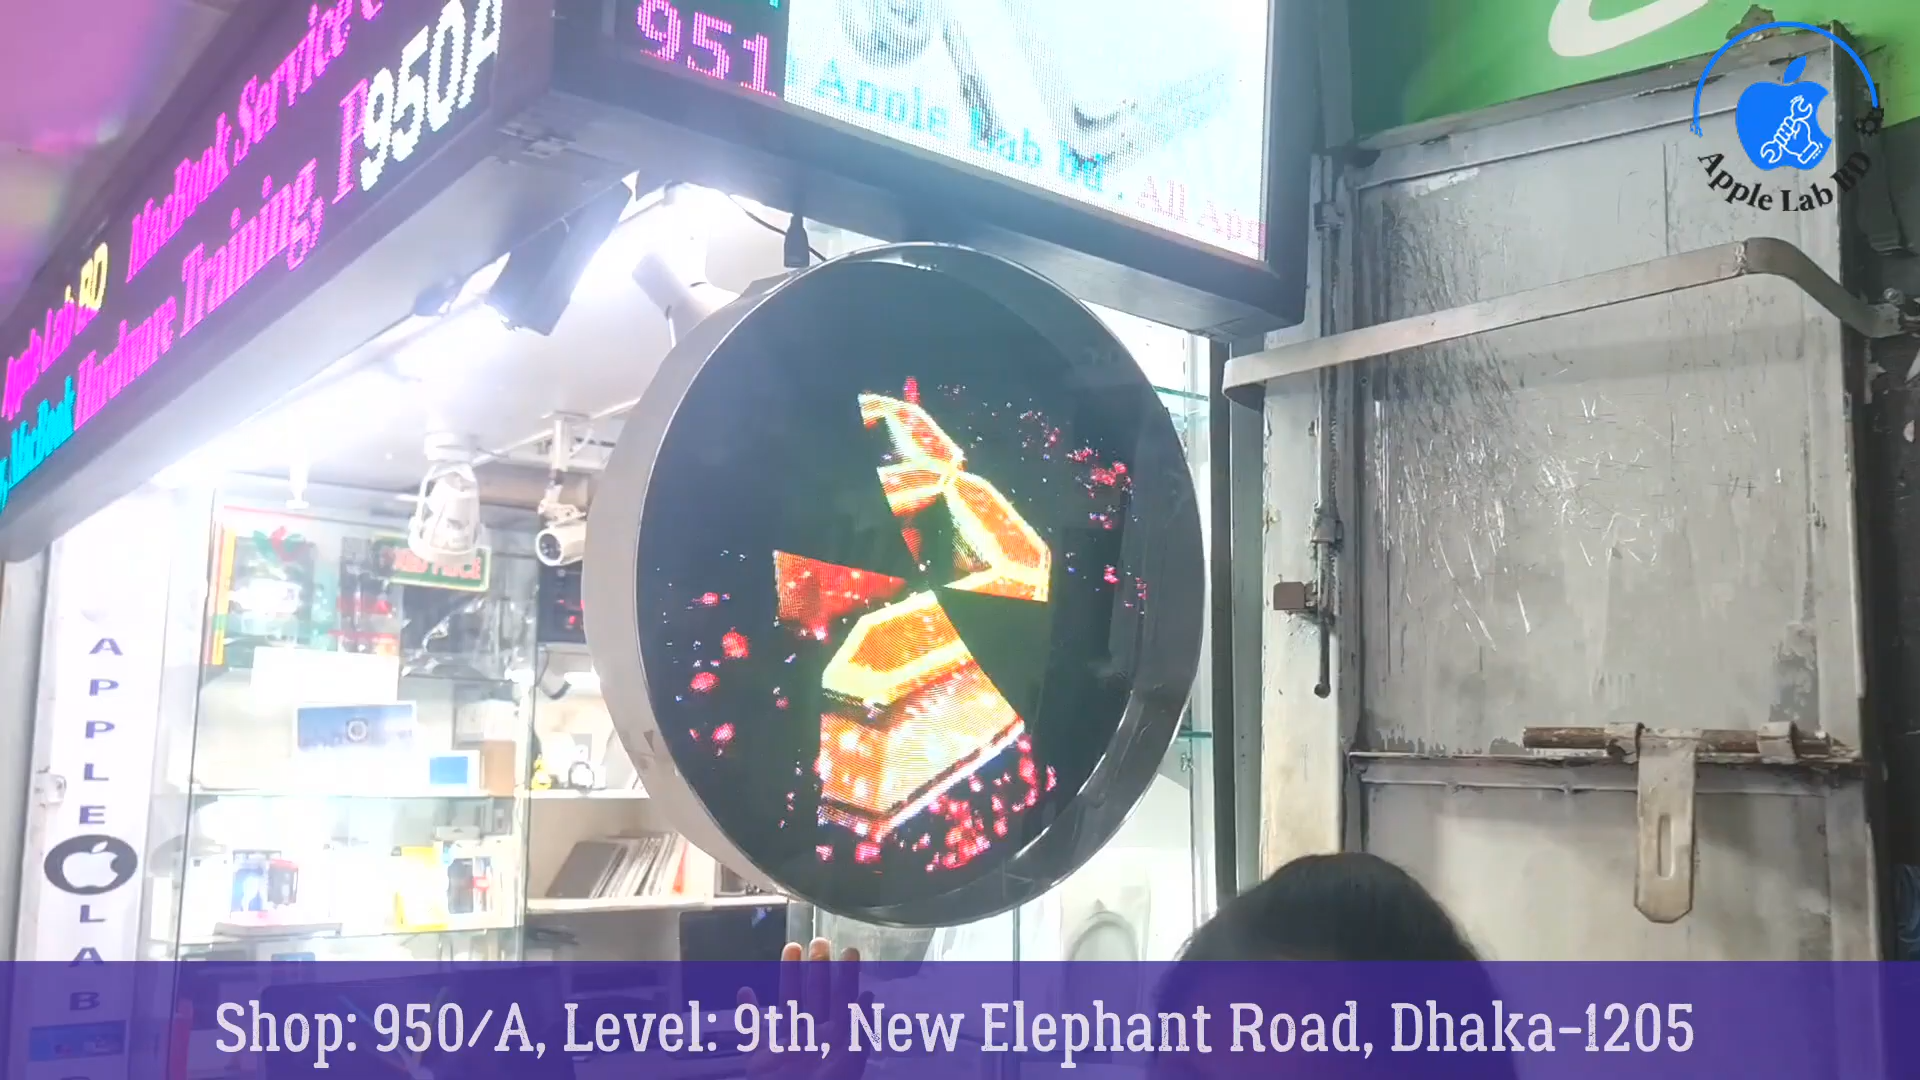 MacBook Service
950A
Apple Lab BD
Hardware Training,
MacBook
951
Apple Lab Bd . All App
Apple Lab BD
APPLE
LAB
Shop: 950/A, Level: 9th, New Elephant Road, Dhaka-1205